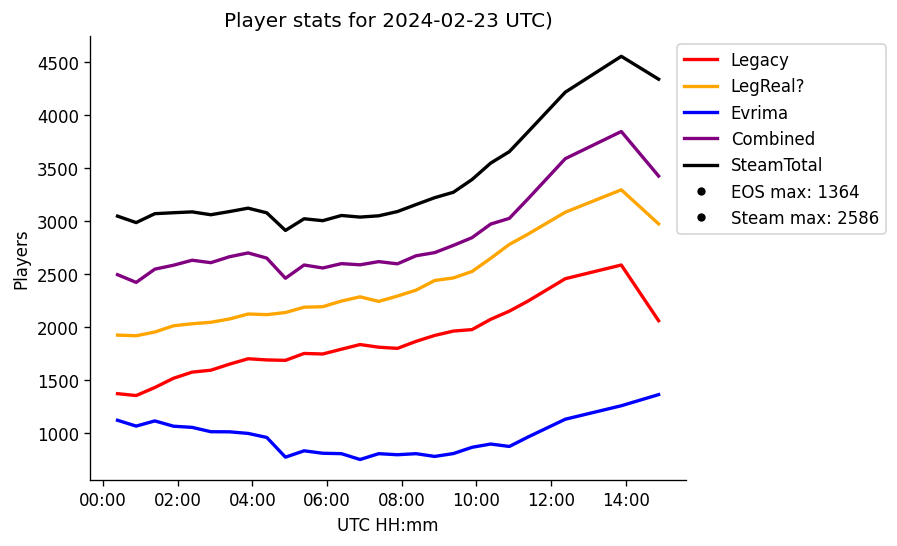 Player stats for 2024-02-23 UTC)
Players
4500
4000
3500
3000
2500
2000
1500
1000
00:00 02:00 04:00 06:00 08:00 10:00 12:00 14:00
UTC HH:mm
Legacy
LegReal?
Evrima
Combined
SteamTotal
EOS max: 1364
Steam max: 2586